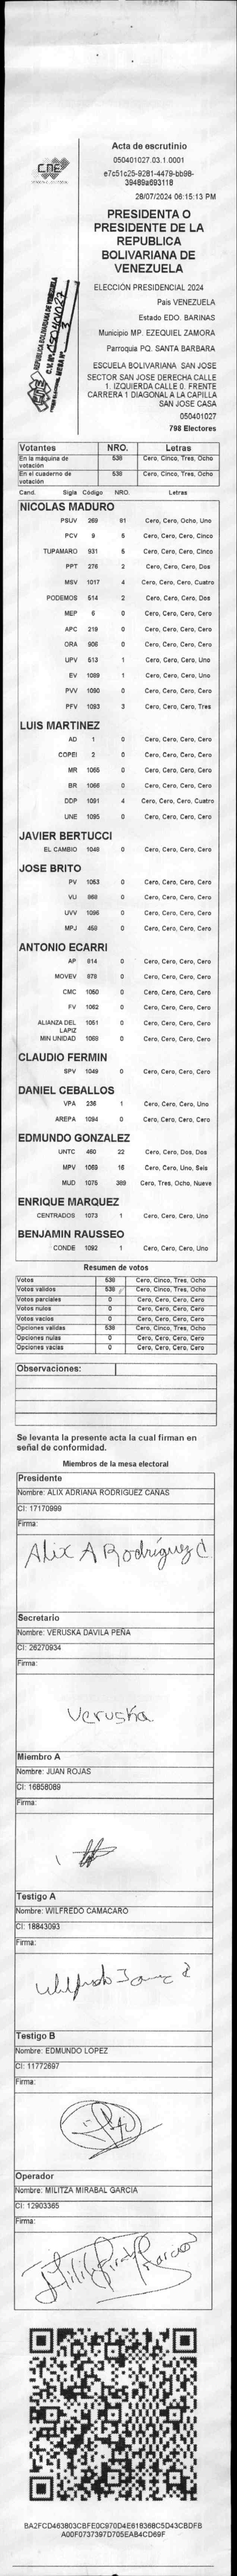 Acta de escrutinio
050401027.03.1.0001
e7c51c25-9281-4479-bb98-
39489a693118
28/07/2024 06:15:13 PM
CNE
PRESIDENTA O
PRESIDENTE DE LA
REPUBLICA
BOLIVARIANA DE
VENEZUELA
ELECCIÓN PRESIDENCIAL 2024
País VENEZUELA
Estado EDO. BARINAS
Municipio MP. EZEQUIEL ZAMORA
Parroquia PQ. SANTA BARBARA
REPUBLICA BOLIVARIANA DE VENEZUELA
050401027
3
ESCUELA BOLIVARIANA SAN JOSE
SECTOR SAN JOSE DERECHA CALLE
1. IZQUIERDA CALLE 0. FRENTE
CARRERA 1 DIAGONAL A LA CAPILLA
SAN JOSE CASA
050401027
798 Electores
Votantes NRO. Letras
En la máquina de votación 538 Cero, Cinco, Tres, Ocho
En el cuaderno de votación 538 Cero, Cinco, Tres, Ocho
Cand. Sigla Código NRO. Letras
NICOLAS MADURO
PSUV 269 81 Cero, Cero, Ocho, Uno
PCV 9 5 Cero, Cero, Cero, Cinco
TUPAMARO 931 5 Cero, Cero, Cero, Cinco
PPT 276 2 Cero, Cero, Cero, Dos
MSV 1017 4 Cero, Cero, Cero, Cuatro
PODEMOS 514 2 Cero, Cero, Cero, Dos
MEP 6 0 Cero, Cero, Cero, Cero
APC 219 0 Cero, Cero, Cero, Cero
ORA 906 0 Cero, Cero, Cero, Cero
UPV 513 1 Cero, Cero, Cero, Uno
EV 1089 1 Cero, Cero, Cero, Uno
PVV 1090 0 Cero, Cero, Cero, Cero
PFV 1093 3 Cero, Cero, Cero, Tres
LUIS MARTINEZ
AD 1 0 Cero, Cero, Cero, Cero
COPEI 2 0 Cero, Cero, Cero, Cero
MR 1065 0 Cero, Cero, Cero, Cero
BR 1066 0 Cero, Cero, Cero, Cero
DDP 1091 4 Cero, Cero, Cero, Cuatro
UNE 1095 0 Cero, Cero, Cero, Cero
JAVIER BERTUCCI
EL CAMBIO 1048 0 Cero, Cero, Cero, Cero
JOSE BRITO
PV 1053 0 Cero, Cero, Cero, Cero
VU 868 0 Cero, Cero, Cero, Cero
UVV 1096 0 Cero, Cero, Cero, Cero
MPJ 459 0 Cero, Cero, Cero, Cero
ANTONIO ECARRI
AP 814 0 Cero, Cero, Cero, Cero
MOVEV 878 0 Cero, Cero, Cero, Cero
CMC 1050 0 Cero, Cero, Cero, Cero
FV 1062 0 Cero, Cero, Cero, Cero
ALIANZA DEL LAPIZ 1051 0 Cero, Cero, Cero, Cero
MIN UNIDAD 1069 0 Cero, Cero, Cero, Cero
CLAUDIO FERMIN
SPV 1049 0 Cero, Cero, Cero, Cero
DANIEL CEBALLOS
VPA 236 1 Cero, Cero, Cero, Uno
AREPA 1094 0 Cero, Cero, Cero, Cero
EDMUNDO GONZALEZ
UNTC 460 22 Cero, Cero, Dos, Dos
MPV 1069 16 Cero, Cero, Uno, Seis
MUD 1075 389 Cero, Tres, Ocho, Nueve
ENRIQUE MARQUEZ
CENTRADOS 1073 1 Cero, Cero, Cero, Uno
BENJAMIN RAUSSEO
CONDE 1092 1 Cero, Cero, Cero, Uno
Resumen de votos
Votos 538 Cero, Cinco, Tres, Ocho
Votos validos 538 Cero, Cinco, Tres, Ocho
Votos parciales 0 Cero, Cero, Cero, Cero
Votos nulos 0 Cero, Cero, Cero, Cero
Votos vacios 0 Cero, Cero, Cero, Cero
Opciones validas 538 Cero, Cinco, Tres, Ocho
Opciones nulas 0 Cero, Cero, Cero, Cero
Opciones vacias 0 Cero, Cero, Cero, Cero
Observaciones:
Se levanta la presente acta la cual firman en
señal de conformidad.
Miembros de la mesa electoral
Presidente
Nombre: ALIX ADRIANA RODRIGUEZ CAÑAS
CI: 17170999
Firma:
Alix A Rodríguez C
Secretario
Nombre: VERUSKA DAVILA PEÑA
CI: 26270934
Firma:
Veruska
Miembro A
Nombre: JUAN ROJAS
CI: 16858089
Firma:
Testigo A
Nombre: WILFREDO CAMACARO
CI: 18843093
Firma:
Testigo B
Nombre: EDMUNDO LOPEZ
CI: 11772697
Firma:
Operador
Nombre: MILITZA MIRABAL GARCIA
CI: 12903365
Firma:
BA2FCD463803CBFE0C970D4E618368C5D43CBDFB
A00F0737397D705EAB4CD69F